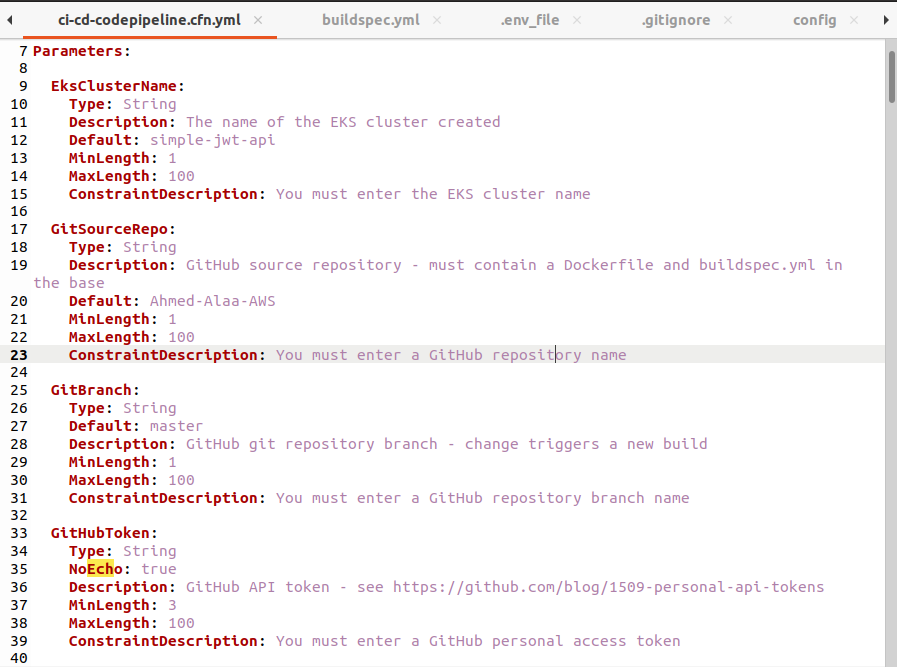 ci-cd-codepipeline.cfn.yml × buildspec.yml × .env_file × .gitignore × config ×
7 Parameters:
8
9 EksClusterName:
10 Type: String
11 Description: The name of the EKS cluster created
12 Default: simple-jwt-api
13 MinLength: 1
14 MaxLength: 100
15 ConstraintDescription: You must enter the EKS cluster name
16
17 GitSourceRepo:
18 Type: String
19 Description: GitHub source repository - must contain a Dockerfile and buildspec.yml in
the base
20 Default: Ahmed-Alaa-AWS
21 MinLength: 1
22 MaxLength: 100
23 ConstraintDescription: You must enter a GitHub repository name
24
25 GitBranch:
26 Type: String
27 Default: master
28 Description: GitHub git repository branch - change triggers a new build
29 MinLength: 1
30 MaxLength: 100
31 ConstraintDescription: You must enter a GitHub repository branch name
32
33 GitHubToken:
34 Type: String
35 NoEcho: true
36 Description: GitHub API token - see https://github.com/blog/1509-personal-api-tokens
37 MinLength: 3
38 MaxLength: 100
39 ConstraintDescription: You must enter a GitHub personal access token
40